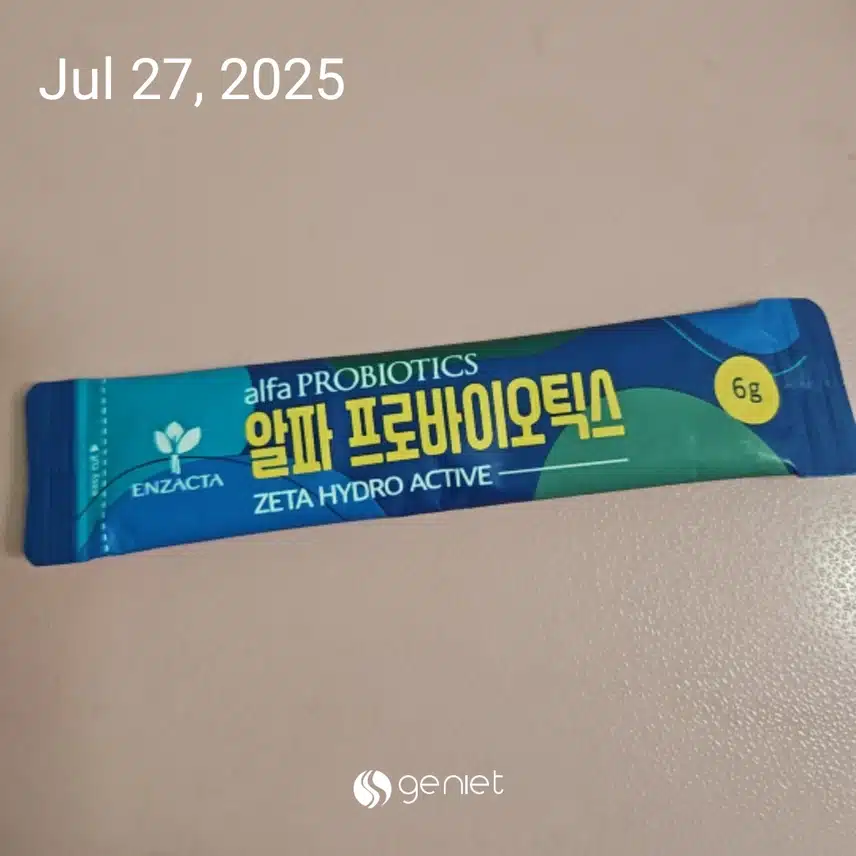 Jul 27, 2025
alfa PROBIOTICS
알파 프로바이오틱스
ZETA HYDRO ACTIVE
6g
ENZACTA
geniet